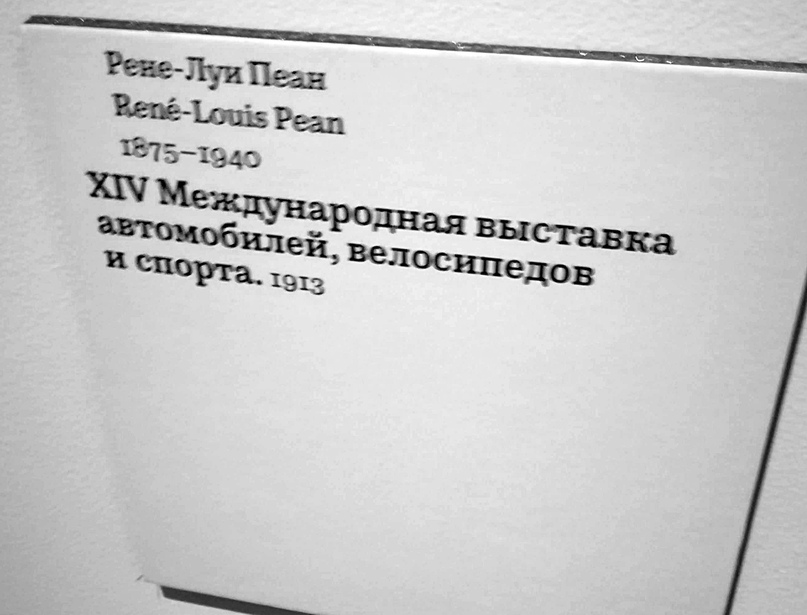 Рене-Луи Пеан
René-Louis Pean
1875–1940
XIV Международная выставка
автомобилей, велосипедов
и спорта. 1913